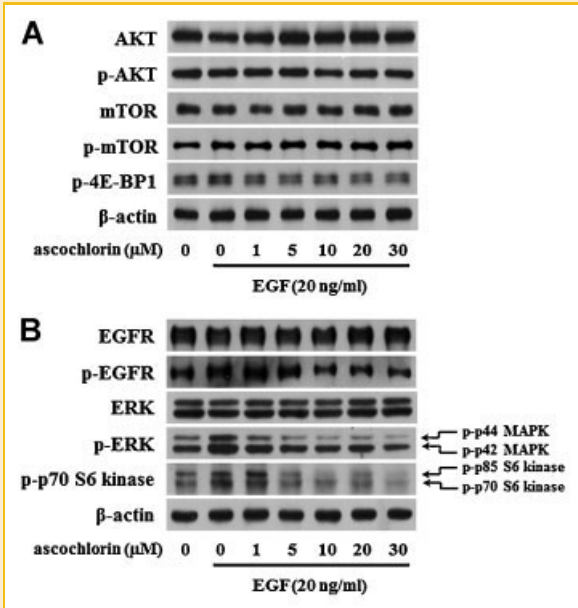 A
AKT
p-AKT
mTOR
p-mTOR
p-4E-BP1
β-actin
ascochlorin (μM) 0 0 1 5 10 20 30
EGF(20 ng/ml)
B
EGFR
p-EGFR
ERK
p-ERK
p-p44 MAPK
p-p42 MAPK
p-p70 S6 kinase
p-p85 S6 kinase
p-p70 S6 kinase
β-actin
ascochlorin (μM) 0 0 1 5 10 20 30
EGF(20 ng/ml)